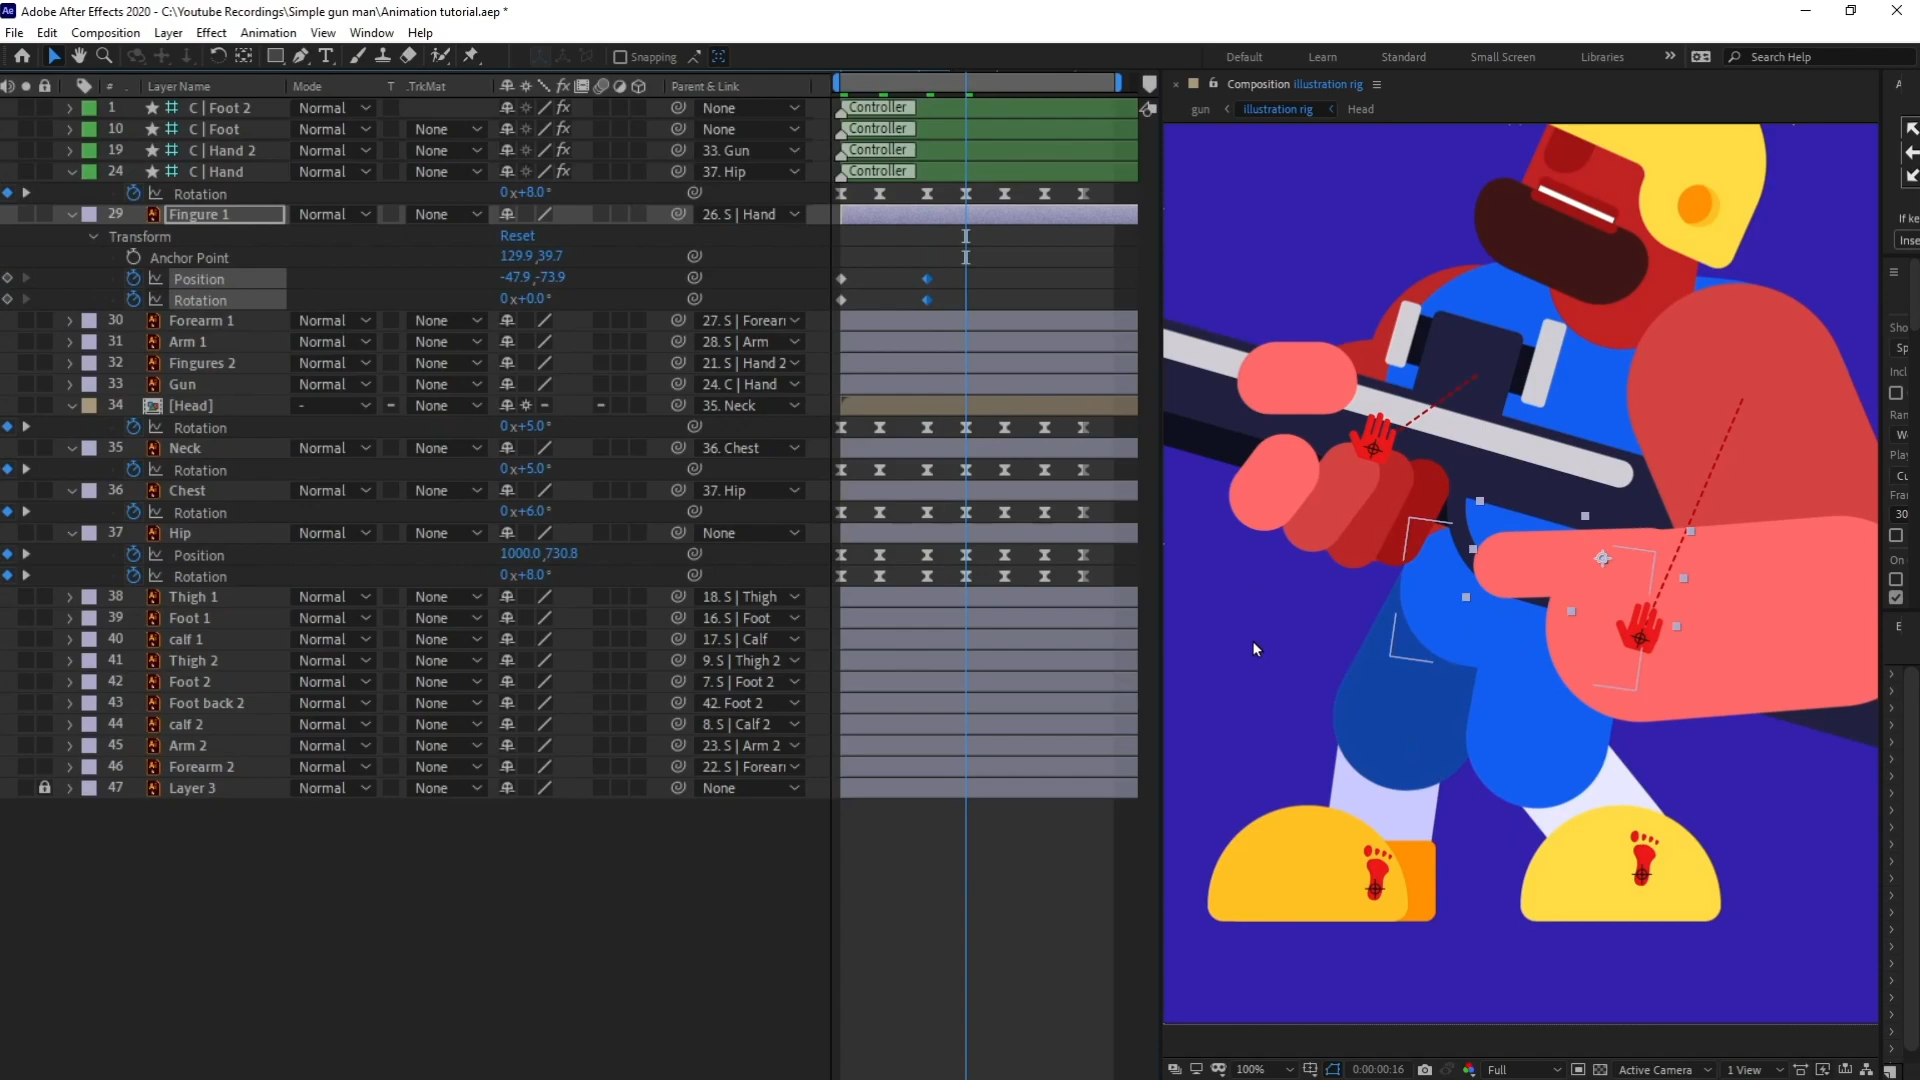 Adobe After Effects 2020 - C:\Youtube Recordings\Simple gun man\Animation tutorial.aep *
File Edit Composition Layer Effect Animation View Window Help
Snapping Default Learn Standard Small Screen Libraries Search Help
# Layer Name Mode T .TrkMat Parent & Link
Composition illustration rig
gun illustration rig Head
1 C | Foot 2 Normal None Controller
10 C | Foot Normal None None Controller
19 C | Hand 2 Normal None 33. Gun Controller
24 C | Hand Normal None 37. Hip Controller
Rotation 0x+8.0°
29 Fingure 1 Normal None 26. S | Hand
Transform Reset
Anchor Point 129.9,39.7
Position -47.9,-73.9
Rotation 0x+0.0°
30 Forearm 1 Normal None 27. S | Forear
31 Arm 1 Normal None 28. S | Arm
32 Fingures 2 Normal None 21. S | Hand 2
33 Gun Normal None 24. C | Hand
34 [Head] - None 35. Neck
Rotation 0x+5.0°
35 Neck Normal None 36. Chest
Rotation 0x+5.0°
36 Chest Normal None 37. Hip
Rotation 0x+6.0°
37 Hip Normal None None
Position 1000.0,730.8
Rotation 0x+8.0°
38 Thigh 1 Normal None 18. S | Thigh
39 Foot 1 Normal None 16. S | Foot
40 calf 1 Normal None 17. S | Calf
41 Thigh 2 Normal None 9. S | Thigh 2
42 Foot 2 Normal None 7. S | Foot 2
43 Foot back 2 Normal None 42. Foot 2
44 calf 2 Normal None 8. S | Calf 2
45 Arm 2 Normal None 23. S | Arm 2
46 Forearm 2 Normal None 22. S | Forear
47 Layer 3 Normal None None
If ke
Inse
Sho
Sp
Incl
Ran
Play
Fra
30
On
100% 0:00:00:16 Full Active Camera 1 View